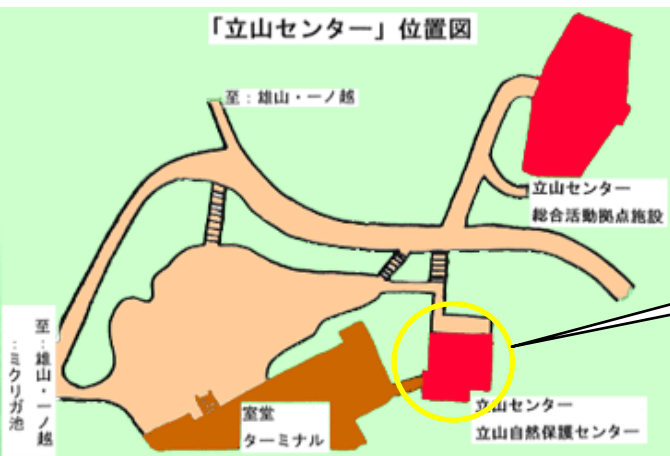 「立山センター」位置図
至：雄山・一ノ越
立山センター
総合活動拠点施設
至：雄山・一ノ越
：ミクリガ池
室堂
ターミナル
立山センター
立山自然保護センター